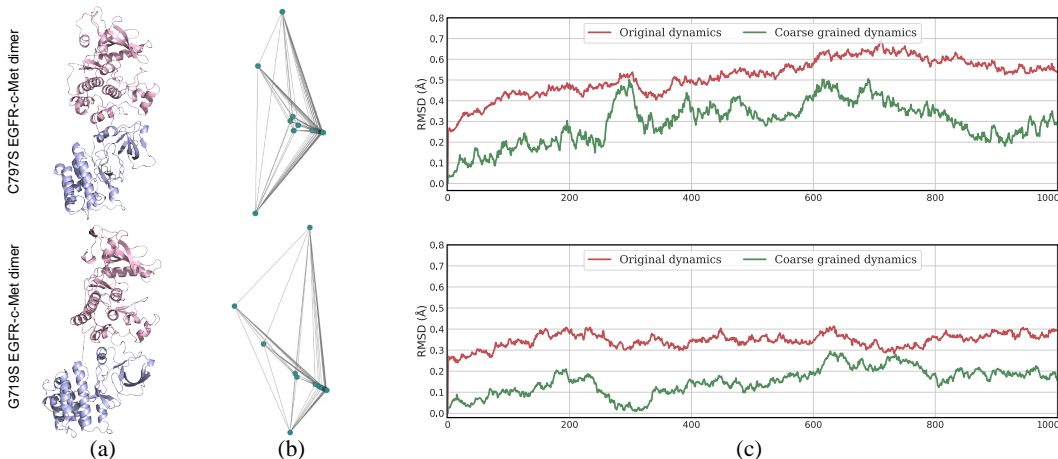 C797S EGFR-c-Met dimer
Original dynamics Coarse grained dynamics
RMSD (Å)
0.8
0.7
0.6
0.5
0.4
0.3
0.2
0.1
0.0
0 200 400 600 800 1000
G719S EGFR-c-Met dimer
Original dynamics Coarse grained dynamics
RMSD (Å)
0.8
0.7
0.6
0.5
0.4
0.3
0.2
0.1
0.0
0 200 400 600 800 1000
(a) (b) (c)